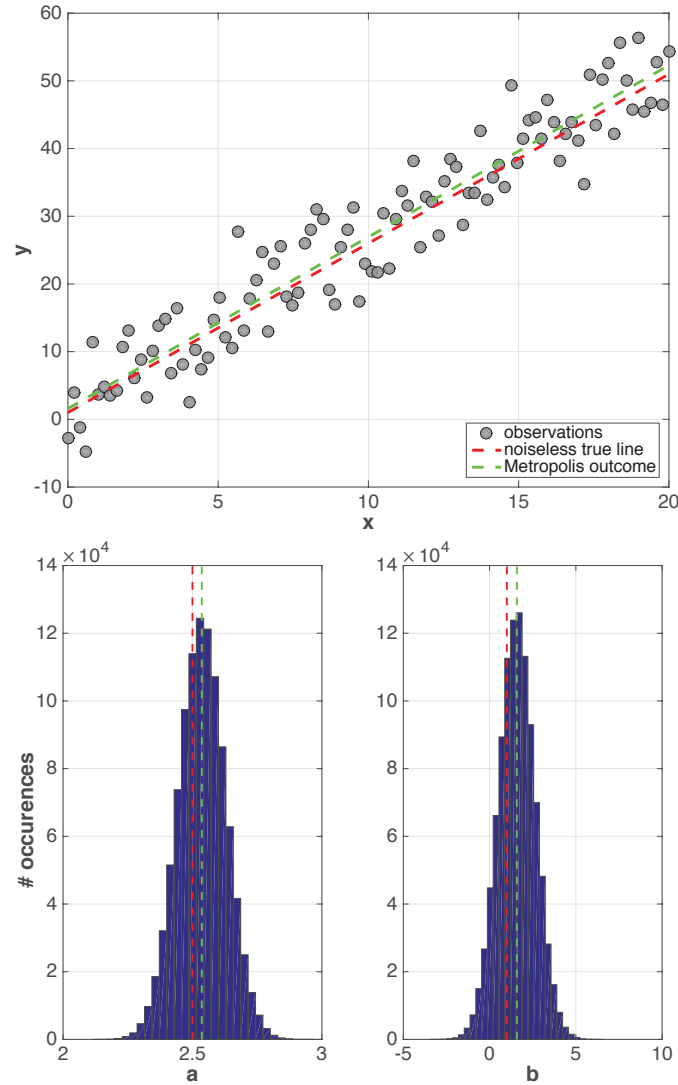 60
50
40
30
20
10
0
-10
y
observations
noiseless true line
Metropolis outcome
0 5 10 15 20
x
×10⁴ ×10⁴
14 14
12 12
10 10
8 8
6 6
4 4
2 2
0 0
# occurences
2 2.5 3 -5 0 5 10
a b